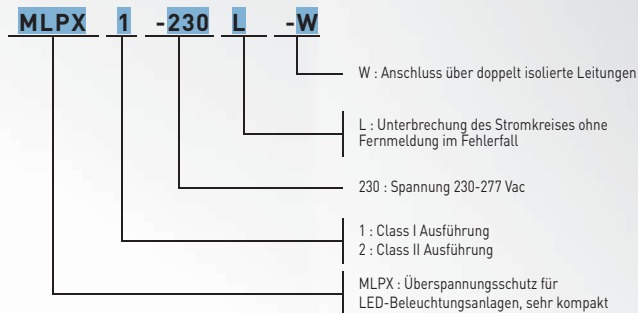 MLPX 1 -230 L -W
W : Anschluss über doppelt isolierte Leitungen
L : Unterbrechung des Stromkreises ohne
Fernmeldung im Fehlerfall
230 : Spannung 230-277 Vac
1 : Class I Ausführung
2 : Class II Ausführung
MLPX : Überspannungsschutz für
LED-Beleuchtungsanlagen, sehr kompakt